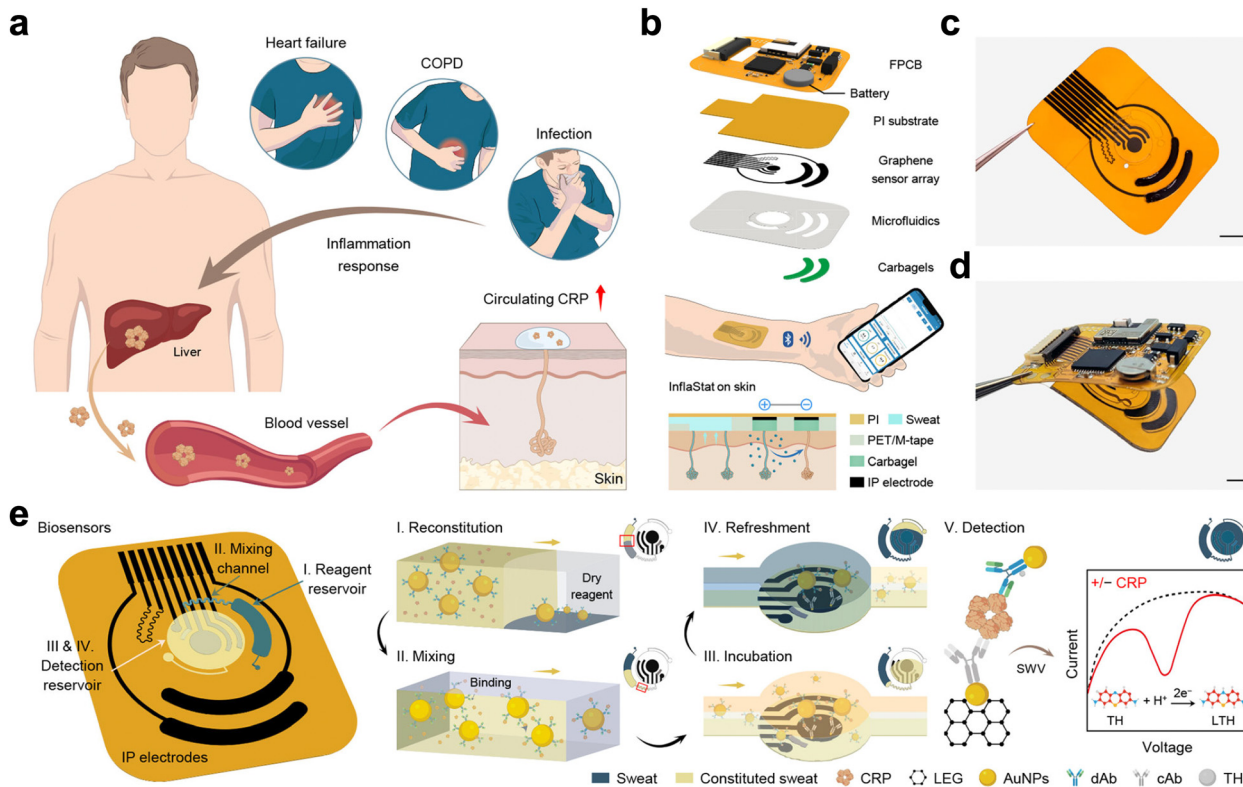 a
Heart failure
COPD
Infection
Inflammation
response
Liver
Circulating CRP
Blood vessel
Skin
b
FPCB
Battery
PI substrate
Graphene
sensor array
Microfluidics
Carbagels
InflaStat on skin
+
−
PI
Sweat
PET/M-tape
Carbagel
IP electrode
c
d
e
Biosensors
II. Mixing
channel
I. Reagent
reservoir
III & IV.
Detection
reservoir
IP electrodes
I. Reconstitution
Dry
reagent
II. Mixing
Binding
IV. Refreshment
III. Incubation
V. Detection
SWV
+/− CRP
Current
TH
+ H⁺
2e⁻
LTH
Voltage
Sweat
Constituted sweat
CRP
LEG
AuNPs
dAb
cAb
TH